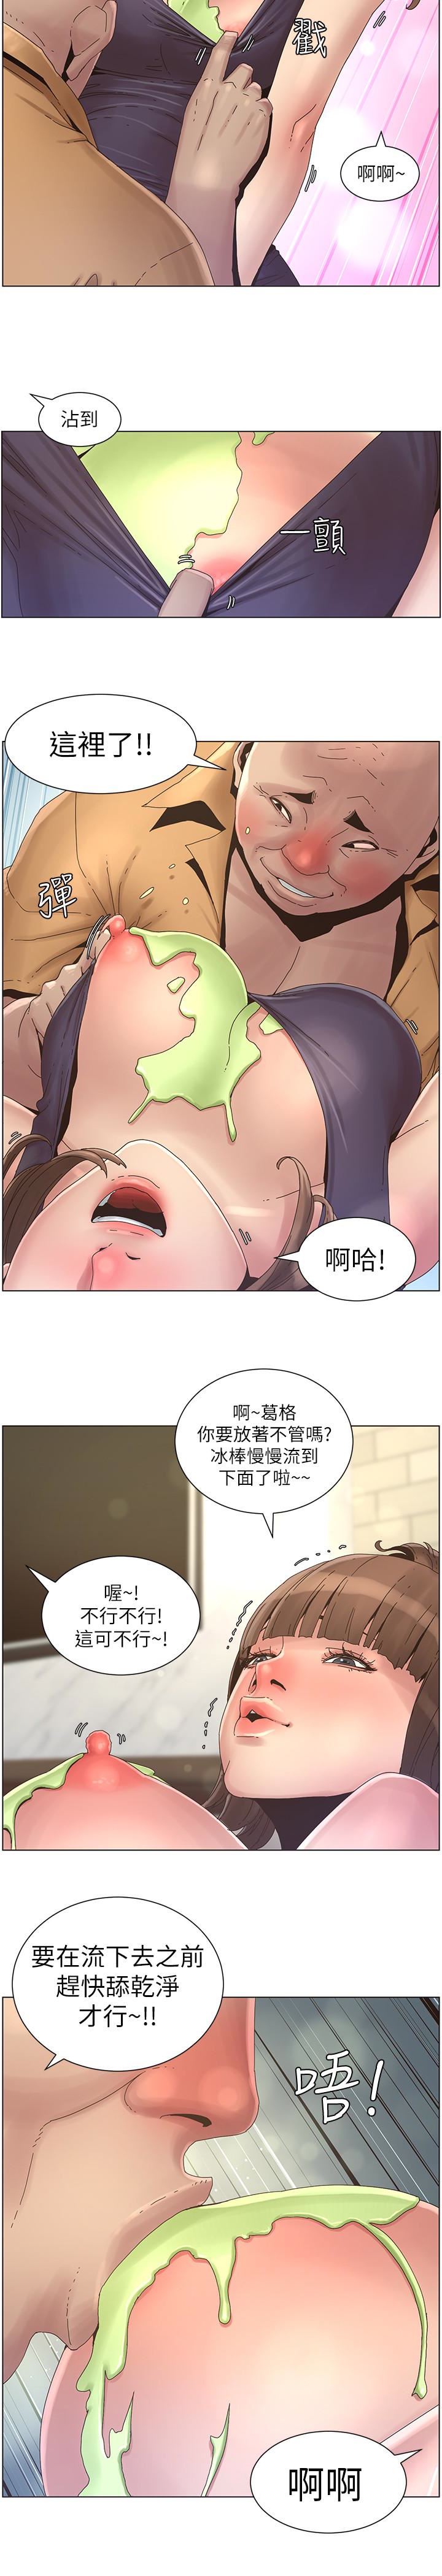 戳
啊啊~
沾到
一顫
這裡了!!
彈
啊哈!
啊~葛格
你要放著不管嗎?
冰棒慢慢流到
下面了啦~~
喔~!
不行不行!
這可不行~!
要在流下去之前
趕快舔乾淨
才行~!!
唔!
啊啊